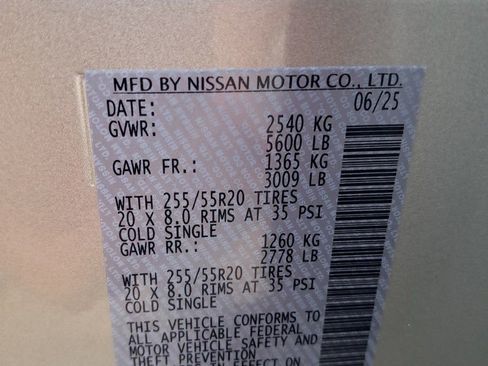 MFD BY NISSAN MOTOR CO., LTD.
DATE: 06/25
GVWR: 2540 KG
5600 LB
GAWR FR.: 1365 KG
3009 LB
WITH 255/55R20 TIRES
20 X 8.0 RIMS AT 35 PSI
COLD SINGLE
GAWR RR.: 1260 KG
2778 LB
WITH 255/55R20 TIRES
20 X 8.0 RIMS AT 35 PSI
COLD SINGLE
THIS VEHICLE CONFORMS TO
ALL APPLICABLE FEDERAL
MOTOR VEHICLE SAFETY AND
THEFT PREVENTION